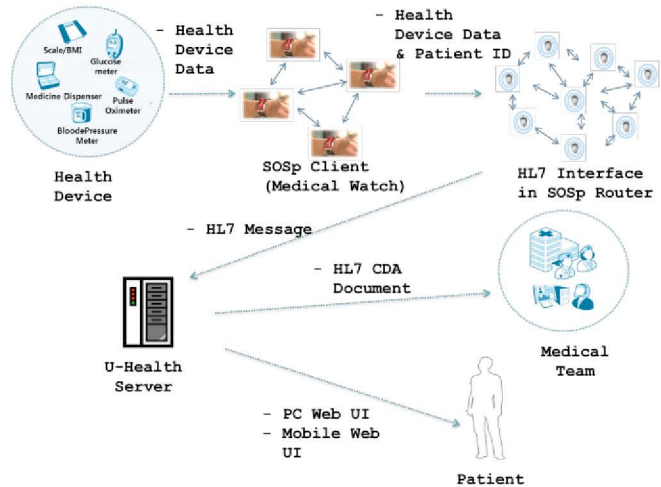 Scale/BMI
Glucose
meter
Medicine Dispenser
Pulse
Oximeter
BloodePressure
Meter
Health
Device
- Health
Device
Data
SOSp Client
(Medical Watch)
- Health
Device Data
& Patient ID
HL7 Interface
in SOSp Router
- HL7 Message
- HL7 CDA
Document
U-Health
Server
Medical
Team
- PC Web UI
- Mobile Web
UI
Patient